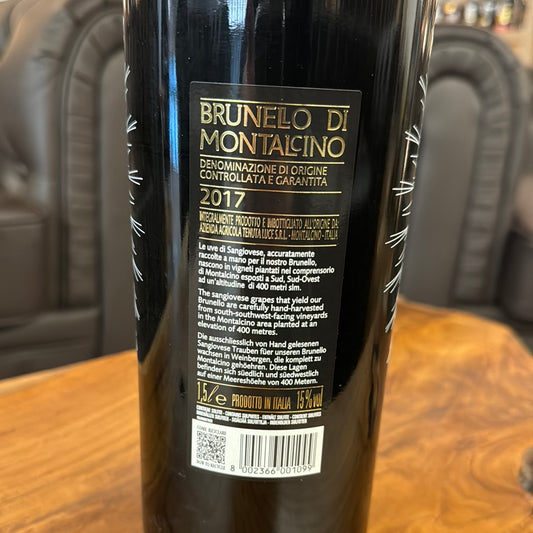 BRUNELLO DI
MONTALCINO
DENOMINAZIONE DI ORIGINE
CONTROLLATA E GARANTITA
2017
INTEGRALMENTE PRODOTTO E IMBOTTIGLIATO ALL'ORIGINE DA:
AZIENDA AGRICOLA TENUTA LUCE S.R.L. - MONTALCINO - ITALIA
Le uve di Sangiovese, accuratamente
raccolte a mano per il nostro Brunello,
nascono in vigneti piantati nel comprensorio
di Montalcino esposti a Sud, Sud-Ovest
ad un'altitudine di 400 metri slm.
The sangiovese grapes that yield our
Brunello are carefully hand-harvested
from south-southwest-facing vineyards
in the Montalcino area planted at an
elevation of 400 metres.
Die ausschliesslich von Hand gelesenen
Sangiovese Trauben für unseren Brunello
wachsen in Weinbergen, die komplett zu
Montalcino gehöehren. Diese Lagen
befinden sich süedlich und süedwestlich
auf einer Meereshöehe von 400 Metern.
1,5 l e PRODOTTO IN ITALIA 15% VOL
8 002366 001099